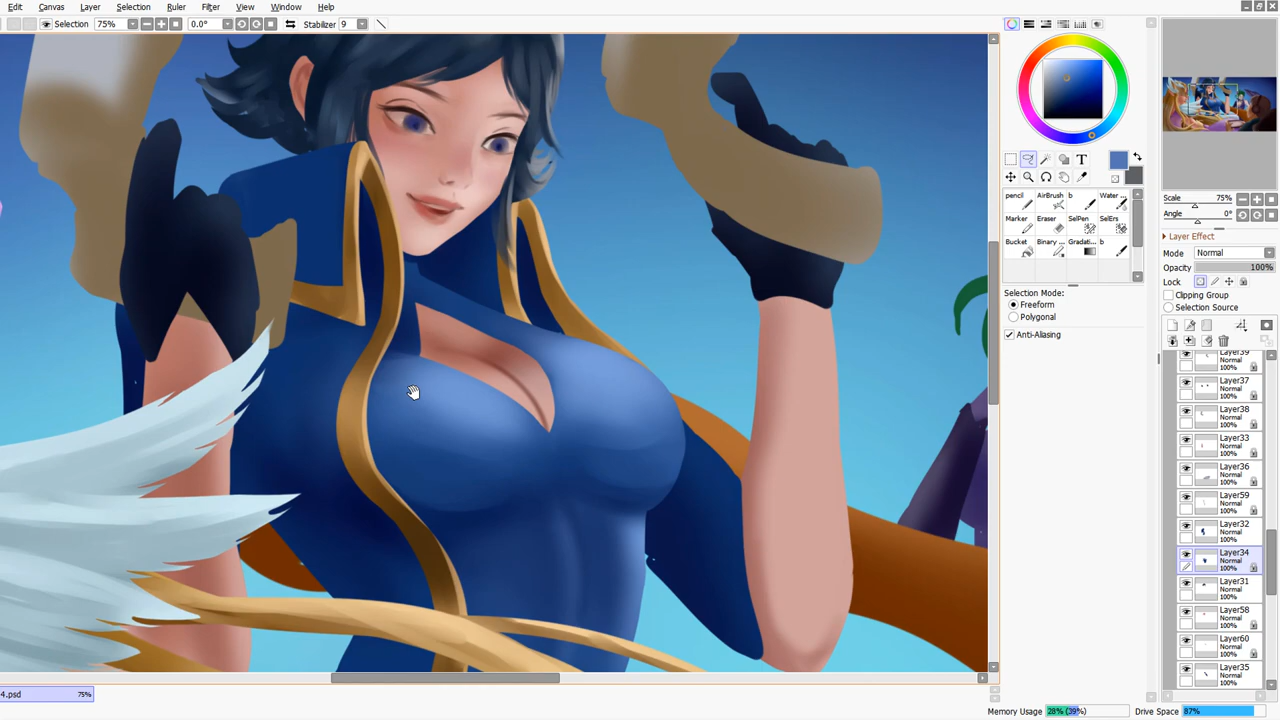 Edit Canvas Layer Ruler Filter View Window Help
Selection 75% 0.0° Stabilizer 9
Scale 75%
Angle 0°
Layer Effect
Mode Normal
Opacity 100%
Lock
Clipping Group
Selection Source
T
pencil AirBrush b Water ...
Marker Eraser SelPen SelErs
Bucket Binary ... Gradati... b
Selection Mode:
Freeform
Polygonal
Anti-Aliasing
Layer39
Normal
100%
Layer37
Normal
100%
Layer38
Normal
100%
Layer33
Normal
100%
Layer36
Normal
100%
Layer59
Normal
100%
Layer32
Normal
100%
Layer34
Normal
100%
Layer31
Normal
100%
Layer58
Normal
100%
Layer60
Normal
100%
Layer35
Normal
100%
4.psd 75%
Memory Usage 28% (39%) Drive Space 87%